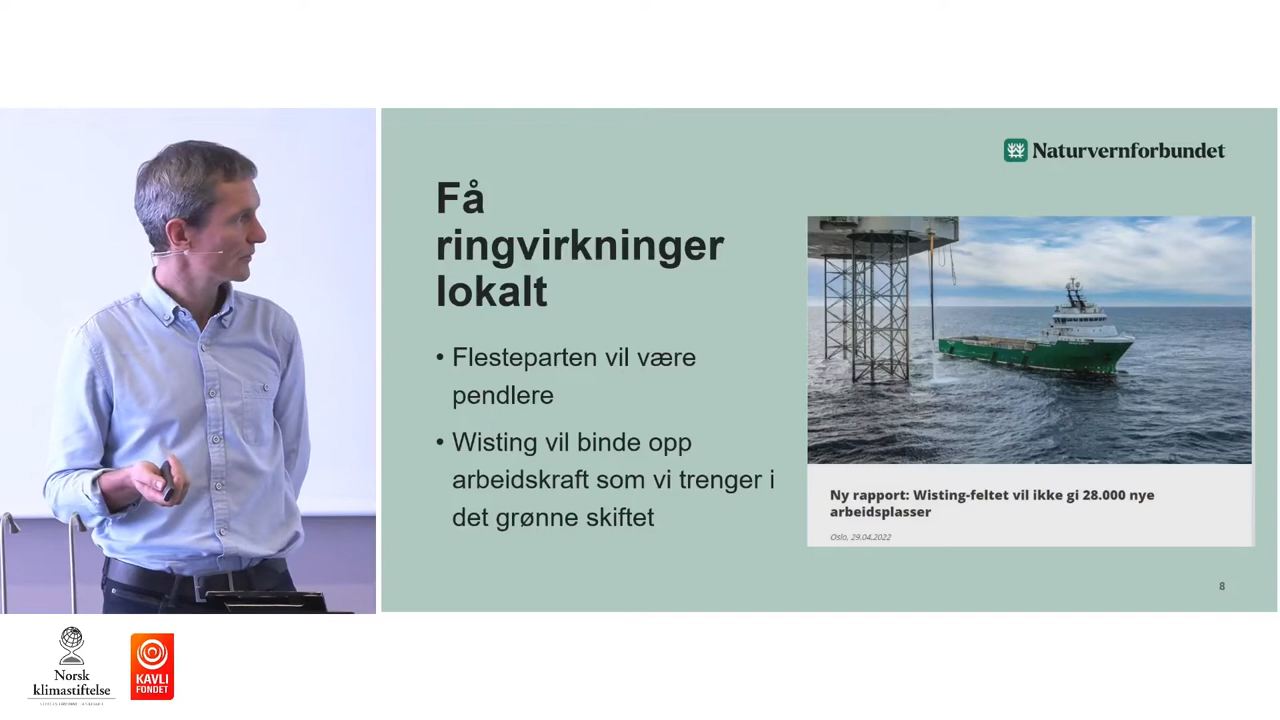 Naturvernforbundet
Få
ringvirkninger
lokalt
• Flesteparten vil være
pendlere
• Wisting vil binde opp
arbeidskraft som vi trenger i
det grønne skiftet
Ny rapport: Wisting-feltet vil ikke gi 28.000 nye
arbeidsplasser
Oslo, 29.04.2022
8
Norsk
klimastiftelse
KAVLI
FONDET